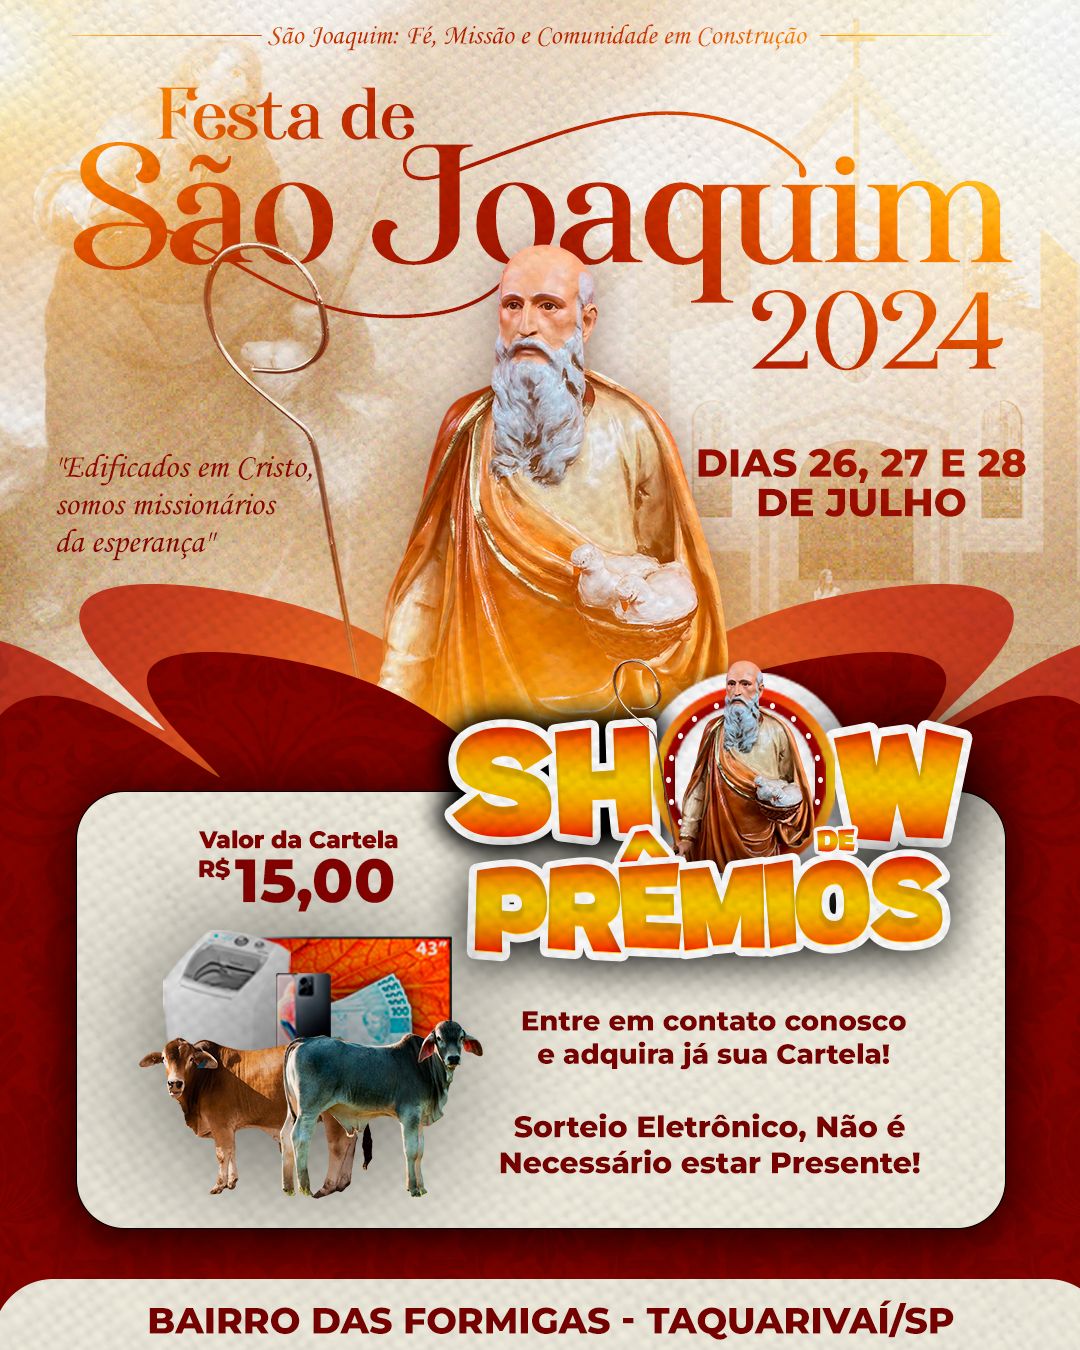 São Joaquim: Fé, Missão e Comunidade em Construção
Festa de
São Joaquim
2024
"Edificados em Cristo,
somos missionários
da esperança"
DIAS 26, 27 E 28
DE JULHO
SHOW
DE
PRÊMIOS
Valor da Cartela
R$ 15,00
43"
100
Entre em contato conosco
e adquira já sua Cartela!
Sorteio Eletrônico, Não é
Necessário estar Presente!
BAIRRO DAS FORMIGAS - TAQUARIVAÍ/SP